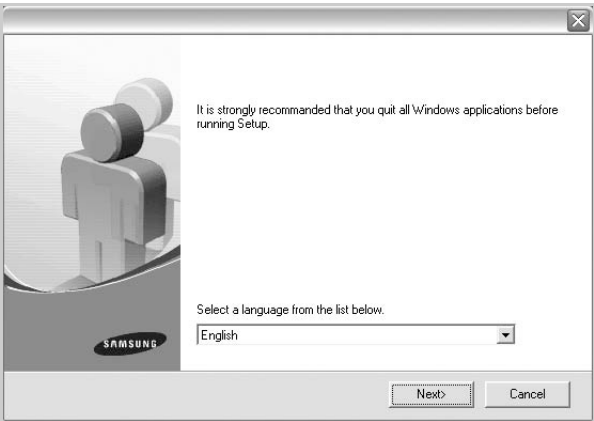 It is strongly recommanded that you quit all Windows applications before
running Setup.
Select a language from the list below.
English
SAMSUNG
Next>
Cancel